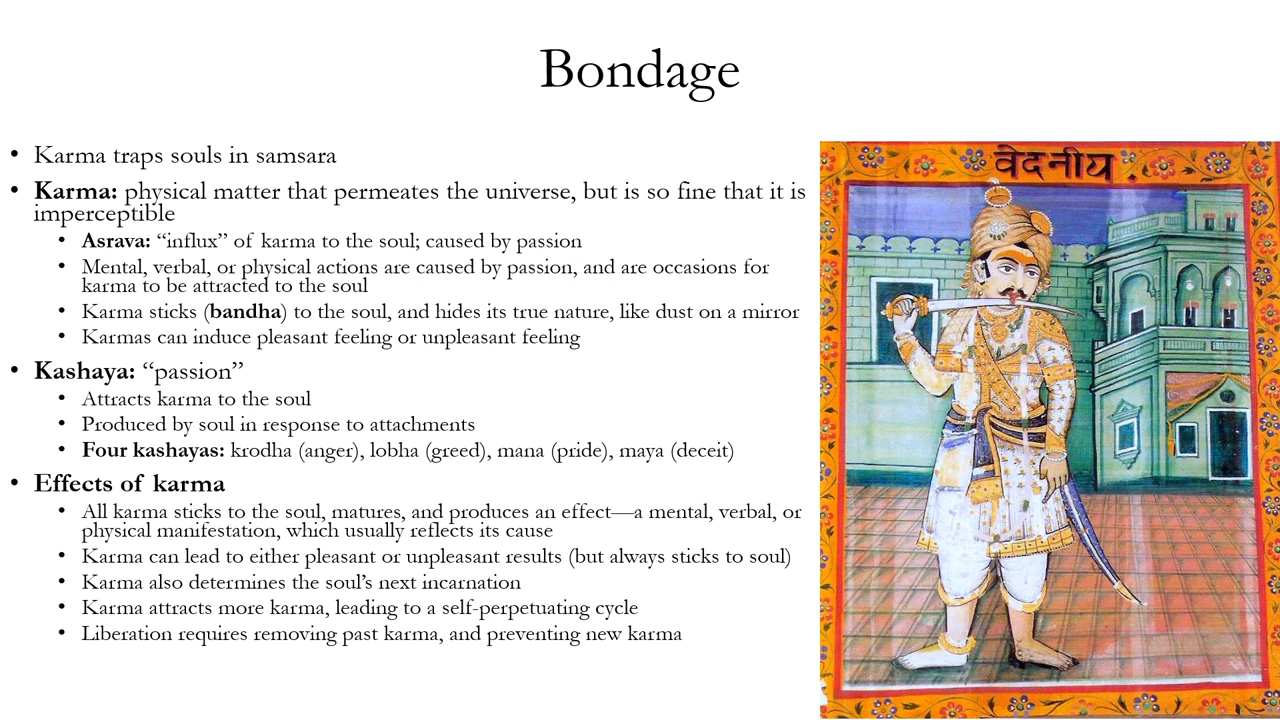 Bondage
• Karma traps souls in samsara
• Karma: physical matter that permeates the universe, but is so fine that it is
imperceptible
• Asrava: “influx” of karma to the soul; caused by passion
• Mental, verbal, or physical actions are caused by passion, and are occasions for
karma to be attracted to the soul
• Karma sticks (bandha) to the soul, and hides its true nature, like dust on a mirror
• Karmas can induce pleasant feeling or unpleasant feeling
• Kashaya: “passion”
• Attracts karma to the soul
• Produced by soul in response to attachments
• Four kashayas: krodha (anger), lobha (greed), mana (pride), maya (deceit)
• Effects of karma
• All karma sticks to the soul, matures, and produces an effect—a mental, verbal, or
physical manifestation, which usually reflects its cause
• Karma can lead to either pleasant or unpleasant results (but always sticks to soul)
• Karma also determines the soul’s next incarnation
• Karma attracts more karma, leading to a self-perpetuating cycle
• Liberation requires removing past karma, and preventing new karma
वेदनीय